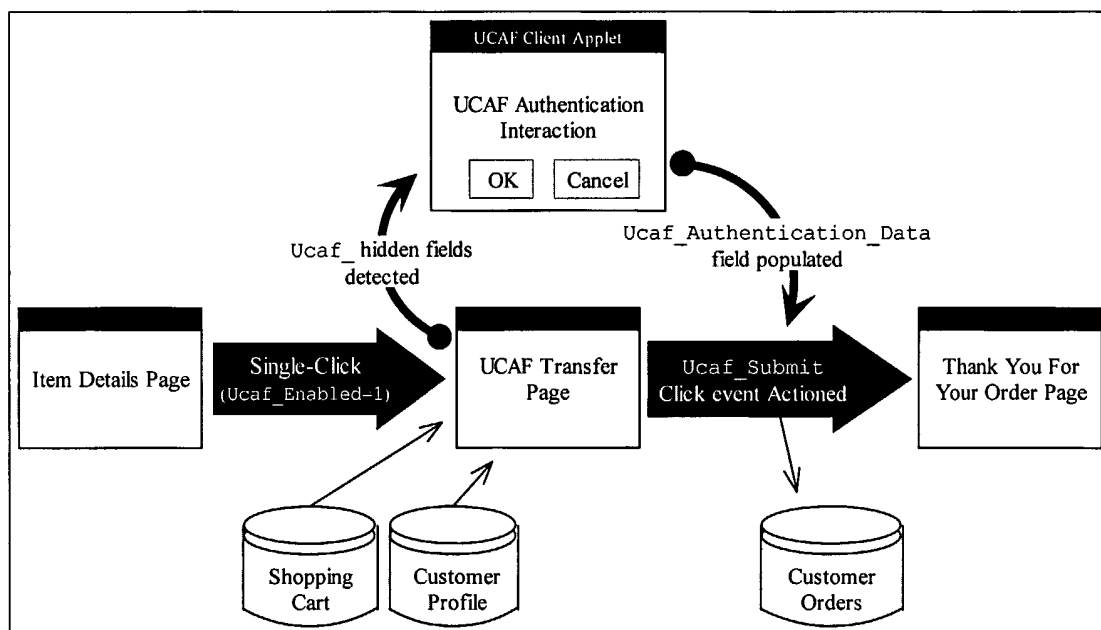 UCAF Client Applet
UCAF Authentication
Interaction
OK
Cancel
Ucaf_ hidden fields
detected
Ucaf_Authentication_Data
field populated
Item Details Page
Single-Click
(Ucaf_Enabled-1)
UCAF Transfer
Page
Ucaf_Submit
Click event Actioned
Thank You For
Your Order Page
Shopping
Cart
Customer
Profile
Customer
Orders